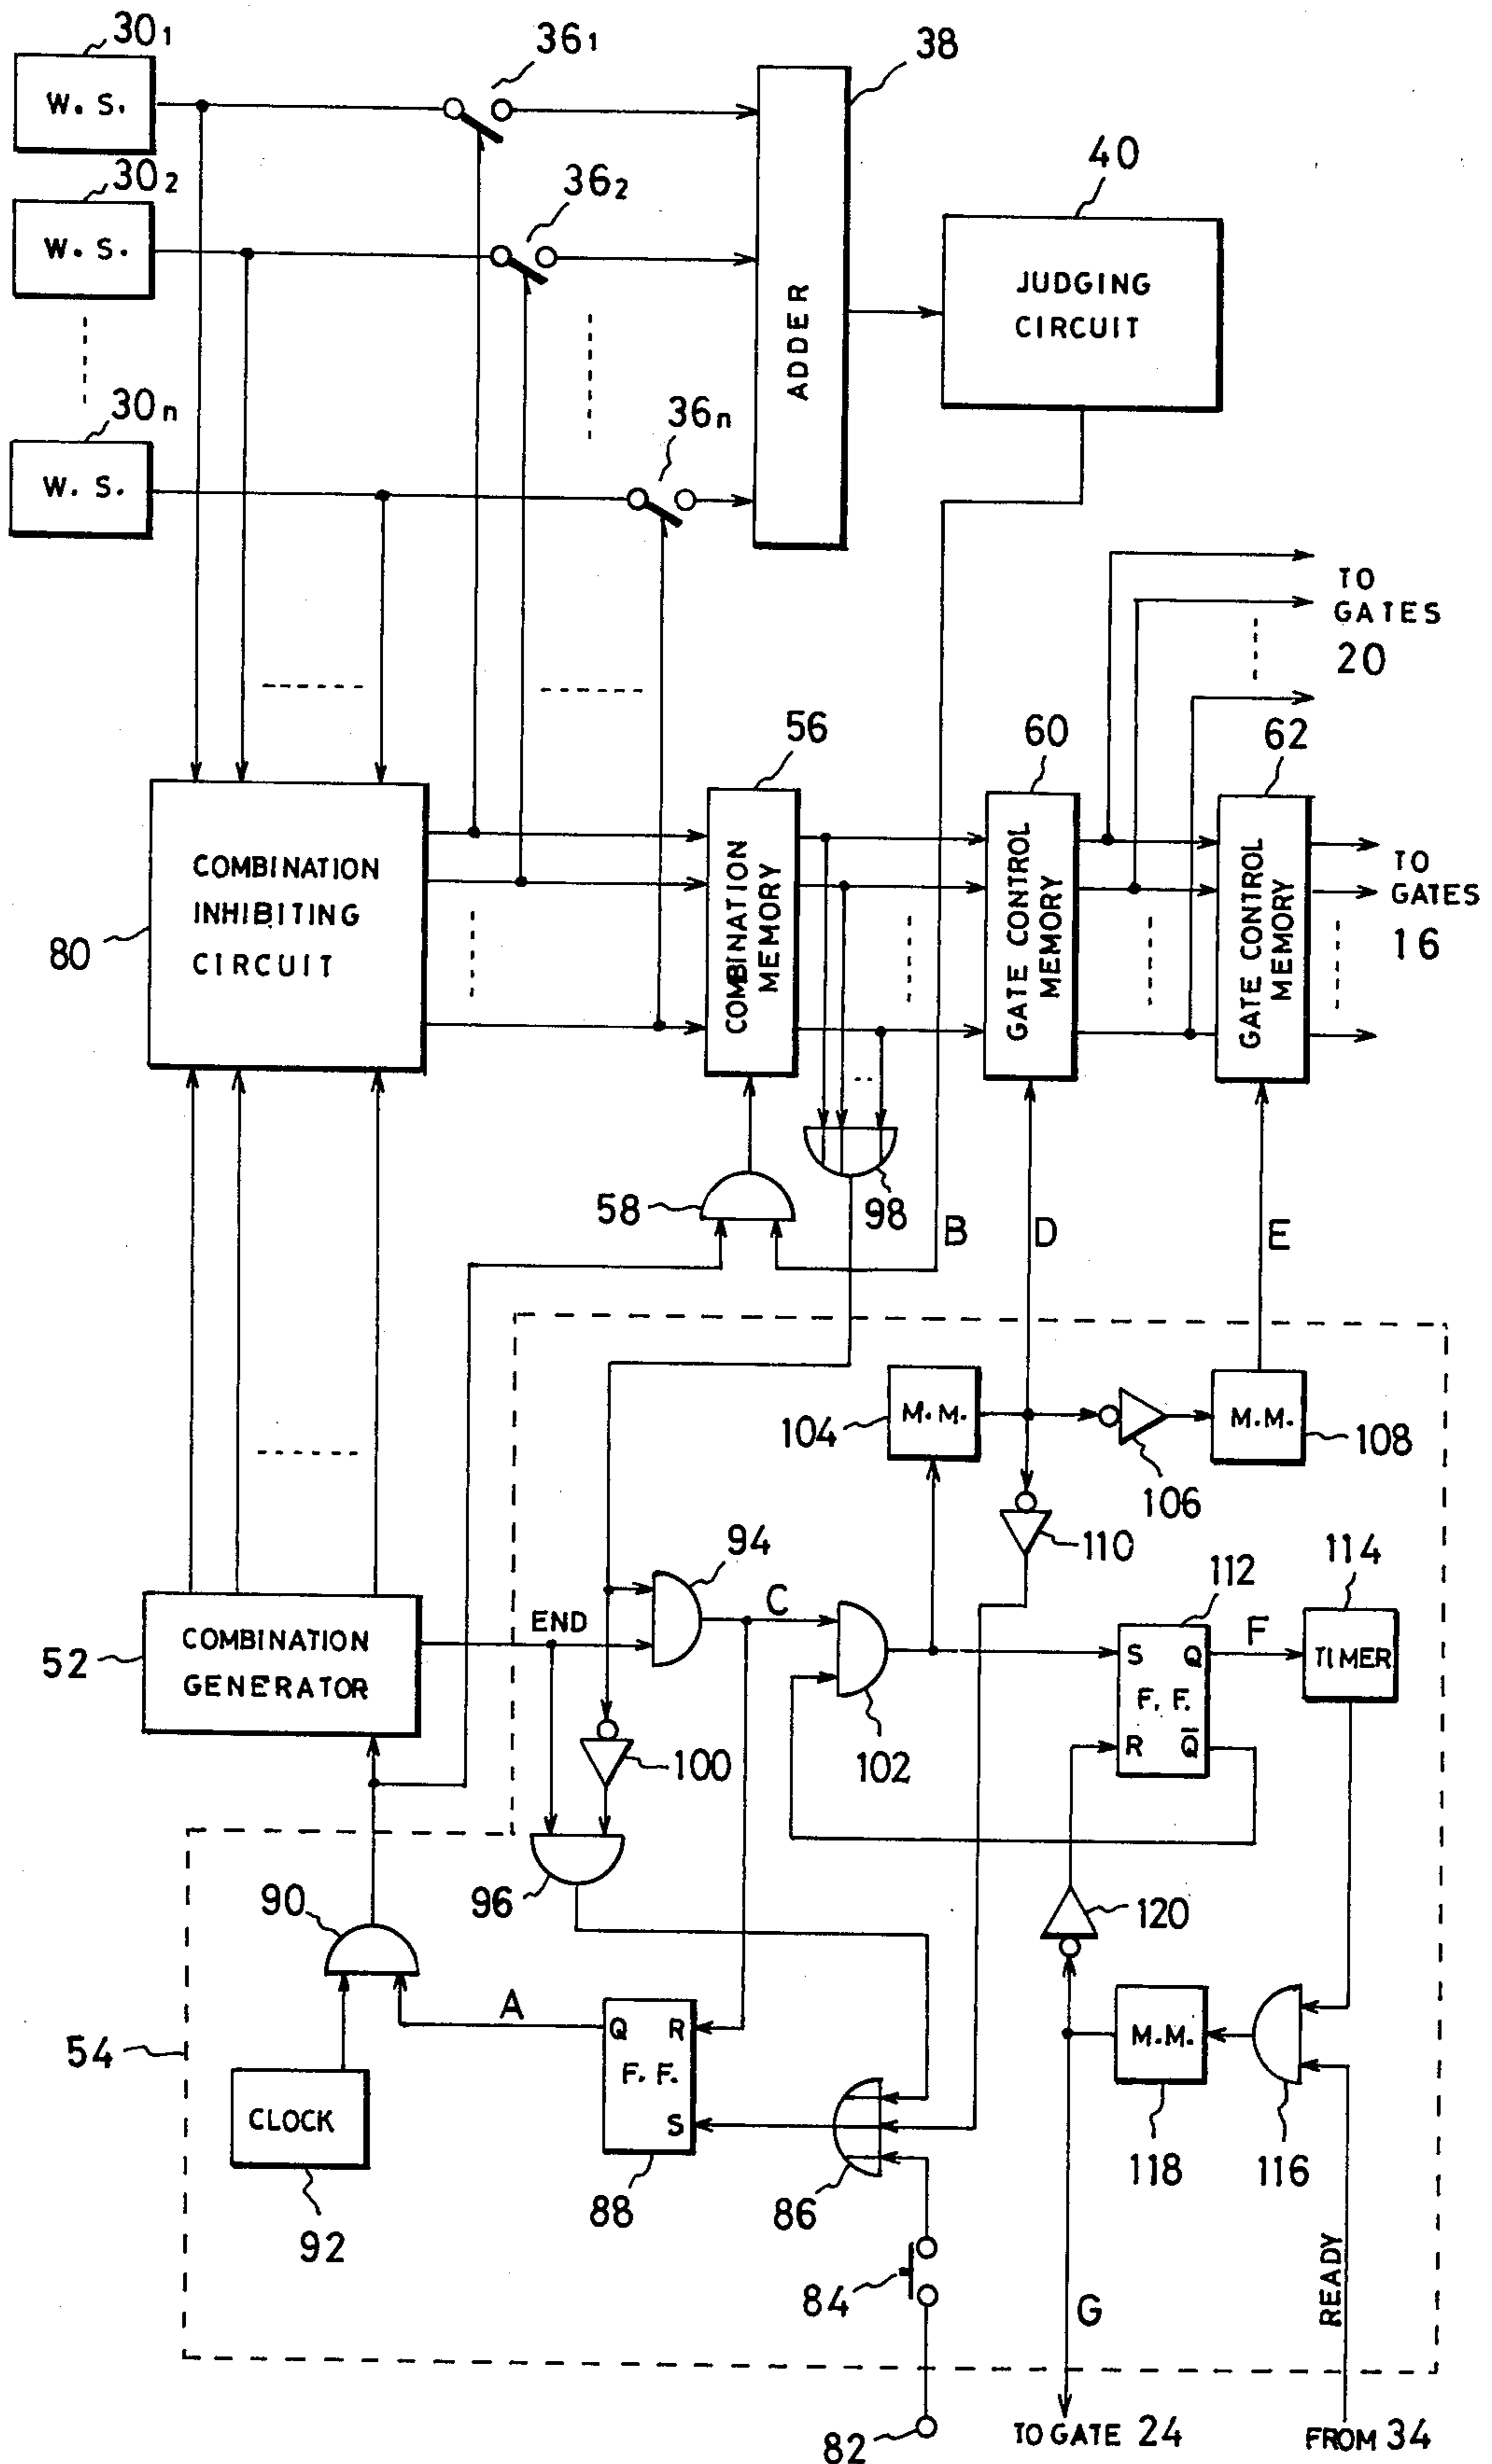 30₁
36₁
38
W. S.
30₂
36₂
40
W. S.
JUDGING
CIRCUIT
ADDER
30n
36n
W. S.
TO
GATES
20
56
60
62
COMBINATION
INHIBITING
CIRCUIT
80
COMBINATION
MEMORY
GATE CONTROL
MEMORY
GATE CONTROL
MEMORY
TO
GATES
16
58
98
B
D
E
104
M.M.
106
M.M.
108
94
110
112
114
END
C
52
COMBINATION
GENERATOR
S Q
F. F.
R Q̅
F
TIMER
100
102
90
96
120
A
54
Q R
F. F.
S
M.M.
CLOCK
118
116
88
86
92
84
G
READY
82
TO GATE 24
FROM 34